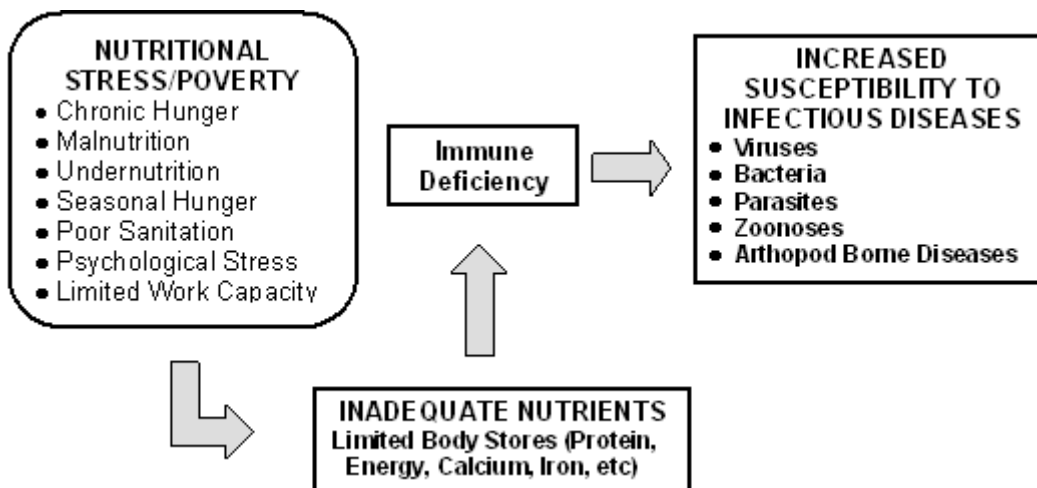 NUTRITIONAL
STRESS/POVERTY
● Chronic Hunger
● Malnutrition
● Undernutrition
● Seasonal Hunger
● Poor Sanitation
● Psychological Stress
● Limited Work Capacity
INADEQUATE NUTRIENTS
Limited Body Stores (Protein,
Energy, Calcium, Iron, etc)
Immune
Deficiency
INCREASED
SUSCEPTIBILITY TO
INFECTIOUS DISEASES
● Viruses
● Bacteria
● Parasites
● Zoonoses
● Arthopod Borne Diseases